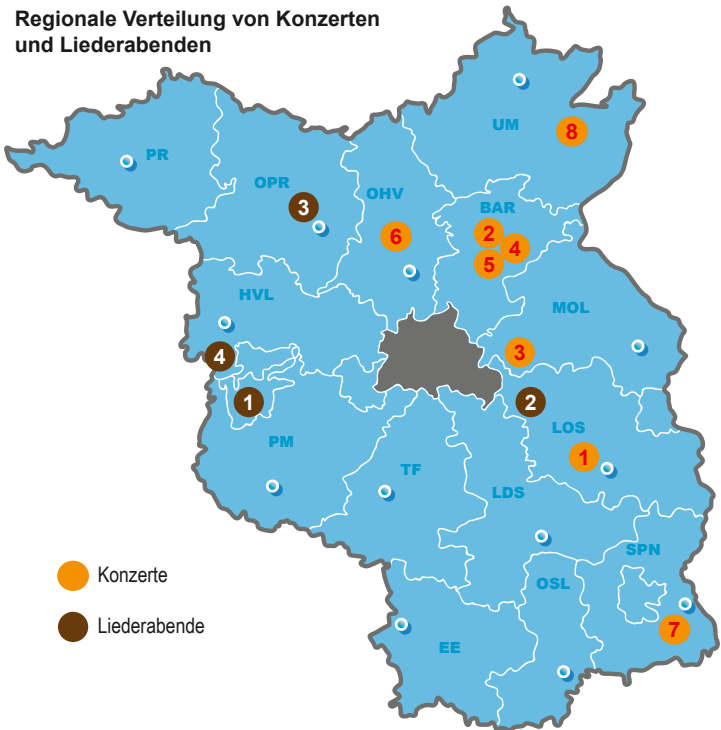 Regionale Verteilung von Konzerten
und Liederabenden
UM
8
PR
OPR
3
OHV
6
BAR
2
4
5
HVL
MOL
4
3
1
2
PM
LOS
1
TF
LDS
SPN
OSL
7
EE
Konzerte
Liederabende